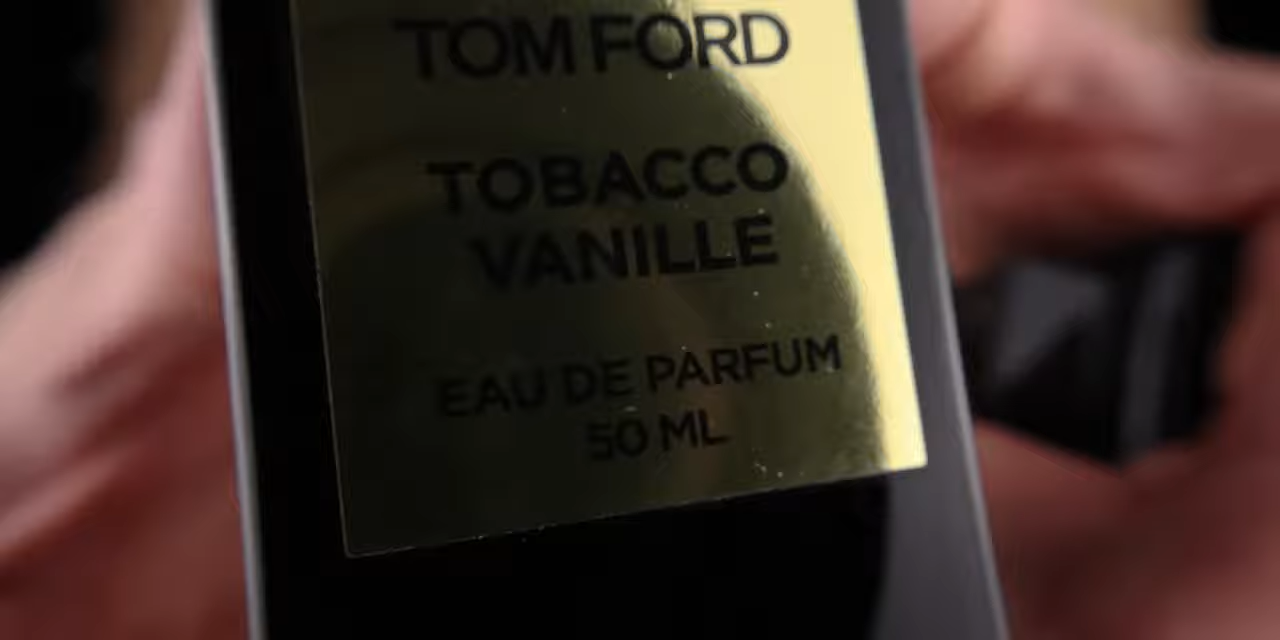 TOM FORD
TOBACCO
VANILLE
EAU DE PARFUM
50 ML